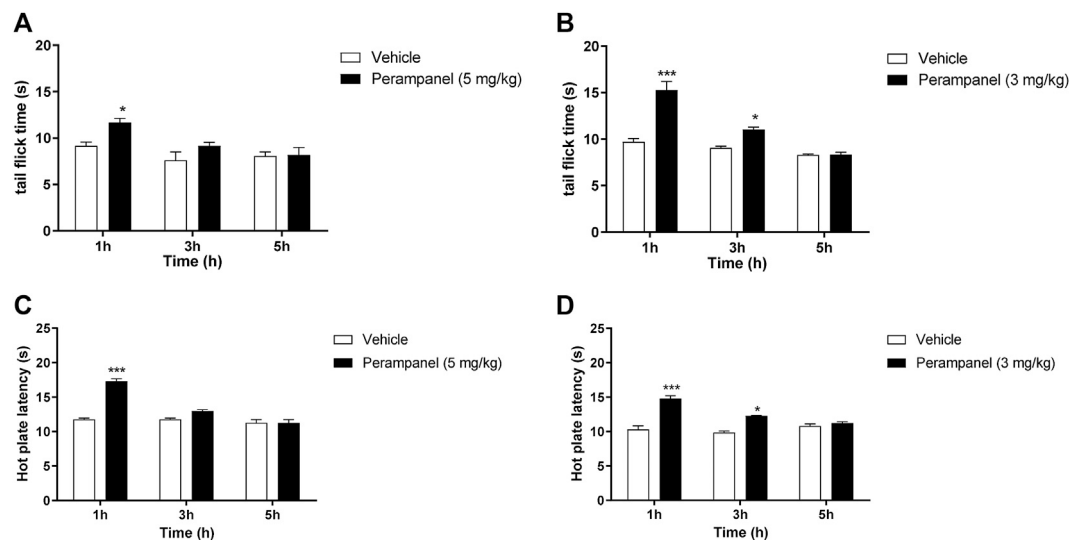 A
tail flick time (s)
20
15
10
5
0
*
1h
3h
5h
Time (h)
Vehicle
Perampanel (5 mg/kg)
B
tail flick time (s)
20
15
10
5
0
***
*
1h
3h
5h
Time (h)
Vehicle
Perampanel (3 mg/kg)
C
Hot plate latency (s)
25
20
15
10
5
0
***
1h
3h
5h
Time (h)
Vehicle
Perampanel (5 mg/kg)
D
Hot plate latency (s)
25
20
15
10
5
0
***
*
1h
3h
5h
Time (h)
Vehicle
Perampanel (3 mg/kg)